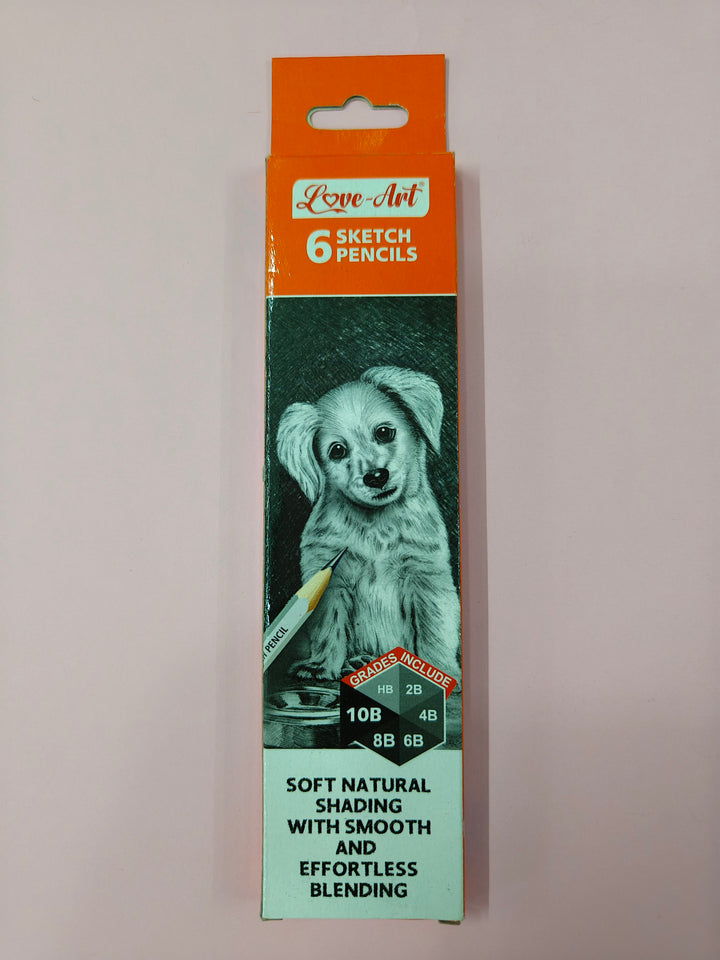 Love-Art®
6 SKETCH
PENCILS
H PENCIL
GRADES INCLUDE
HB 2B
10B 4B
8B 6B
SOFT NATURAL
SHADING
WITH SMOOTH
AND
EFFORTLESS
BLENDING